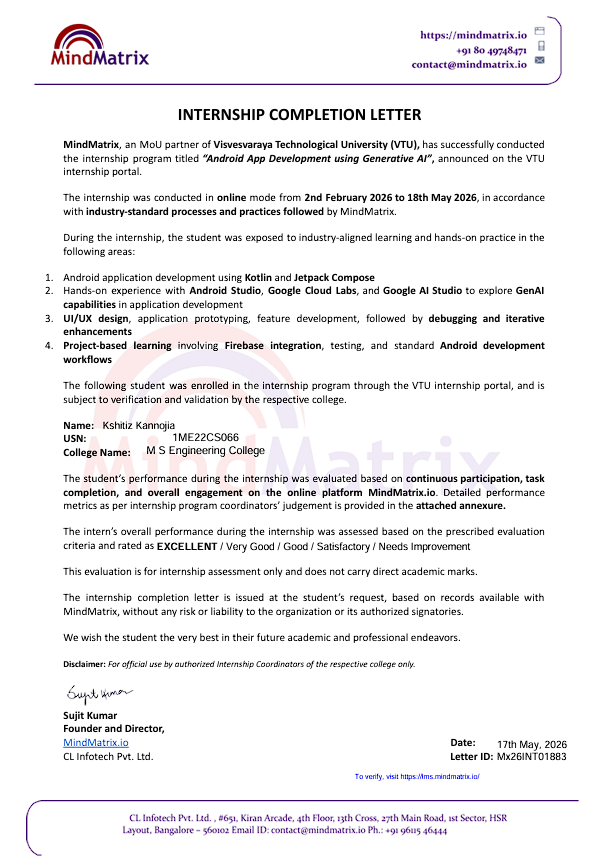 MindMatrix
https://mindmatrix.io
+91 80 49748471
contact@mindmatrix.io
INTERNSHIP COMPLETION LETTER
MindMatrix, an MoU partner of Visvesvaraya Technological University (VTU), has successfully conducted
the internship program titled “Android App Development using Generative AI”, announced on the VTU
internship portal.
The internship was conducted in online mode from 2nd February 2026 to 18th May 2026, in accordance
with industry-standard processes and practices followed by MindMatrix.
During the internship, the student was exposed to industry-aligned learning and hands-on practice in the
following areas:
1. Android application development using Kotlin and Jetpack Compose
2. Hands-on experience with Android Studio, Google Cloud Labs, and Google AI Studio to explore GenAI
capabilities in application development
3. UI/UX design, application prototyping, feature development, followed by debugging and iterative
enhancements
4. Project-based learning involving Firebase integration, testing, and standard Android development
workflows
The following student was enrolled in the internship program through the VTU internship portal, and is
subject to verification and validation by the respective college.
Name: Kshitiz Kannojia
USN: 1ME22CS066
College Name: M S Engineering College
MindMatrix
The student’s performance during the internship was evaluated based on continuous participation, task
completion, and overall engagement on the online platform MindMatrix.io. Detailed performance
metrics as per internship program coordinators’ judgement is provided in the attached annexure.
The intern’s overall performance during the internship was assessed based on the prescribed evaluation
criteria and rated as EXCELLENT / Very Good / Good / Satisfactory / Needs Improvement
This evaluation is for internship assessment only and does not carry direct academic marks.
The internship completion letter is issued at the student’s request, based on records available with
MindMatrix, without any risk or liability to the organization or its authorized signatories.
We wish the student the very best in their future academic and professional endeavors.
Disclaimer: For official use by authorized Internship Coordinators of the respective college only.
Sujit Kumar
Sujit Kumar
Founder and Director,
MindMatrix.io
CL Infotech Pvt. Ltd.
Date: 17th May, 2026
Letter ID: Mx26INT01883
To verify, visit https://lms.mindmatrix.io/
CL Infotech Pvt. Ltd. , #651, Kiran Arcade, 4th Floor, 13th Cross, 27th Main Road, 1st Sector, HSR
Layout, Bangalore – 560102 Email ID: contact@mindmatrix.io Ph.: +91 96115 46444